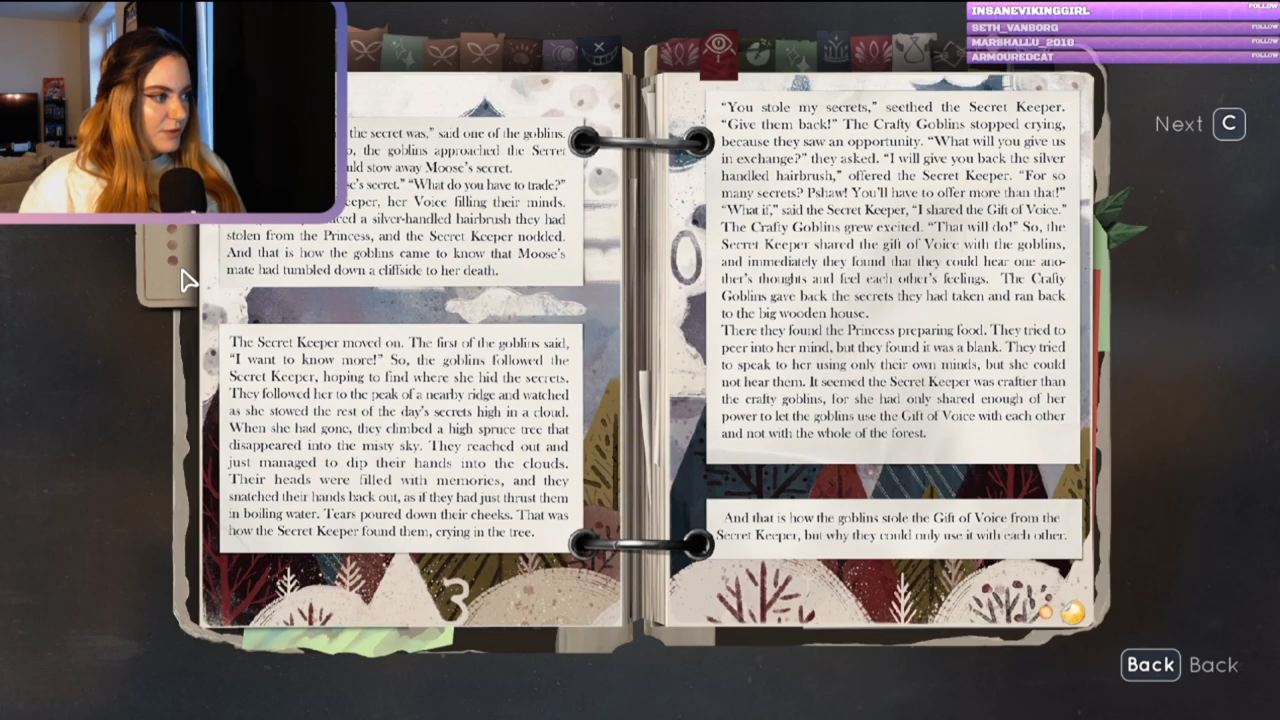 INSANEVIKINGGIRL FOLLOW
SETH_VANBORG FOLLOW
MARSHALLU_2018 FOLLOW
ARMOUREDCAT FOLLOW
the secret was," said one of the goblins.
the goblins approached the Secret
stow away Moose's secret.
secret." "What do you have to trade?"
her Voice filling their minds.
a silver-handled hairbrush they had
stolen from the Princess, and the Secret Keeper nodded.
And that is how the goblins came to know that Moose's
mate had tumbled down a cliffside to her death.
The Secret Keeper moved on. The first of the goblins said,
"I want to know more!" So, the goblins followed the
Secret Keeper, hoping to find where she hid the secrets.
They followed her to the peak of a nearby ridge and watched
as she stowed the rest of the day's secrets high in a cloud.
When she had gone, they climbed a high spruce tree that
disappeared into the misty sky. They reached out and
just managed to dip their hands into the clouds.
Their heads were filled with memories, and they
snatched their hands back out, as if they had just thrust them
in boiling water. Tears poured down their cheeks. That was
how the Secret Keeper found them, crying in the tree.
3
"You stole my secrets," seethed the Secret Keeper.
"Give them back!" The Crafty Goblins stopped crying,
because they saw an opportunity. "What will you give us
in exchange?" they asked. "I will give you back the silver
handled hairbrush," offered the Secret Keeper. "For so
many secrets? Pshaw! You'll have to offer more than that!"
"What if," said the Secret Keeper, "I shared the Gift of Voice."
The Crafty Goblins grew excited. "That will do!" So, the
Secret Keeper shared the gift of Voice with the goblins,
and immediately they found that they could hear one ano-
ther's thoughts and feel each other's feelings. The Crafty
Goblins gave back the secrets they had taken and ran back
to the big wooden house.
There they found the Princess preparing food. They tried to
peer into her mind, but they found it was a blank. They tried
to speak to her using only their own minds, but she could
not hear them. It seemed the Secret Keeper was craftier than
the crafty goblins, for she had only shared enough of her
power to let the goblins use the Gift of Voice with each other
and not with the whole of the forest.
And that is how the goblins stole the Gift of Voice from the
Secret Keeper, but why they could only use it with each other.
Next C
Back Back